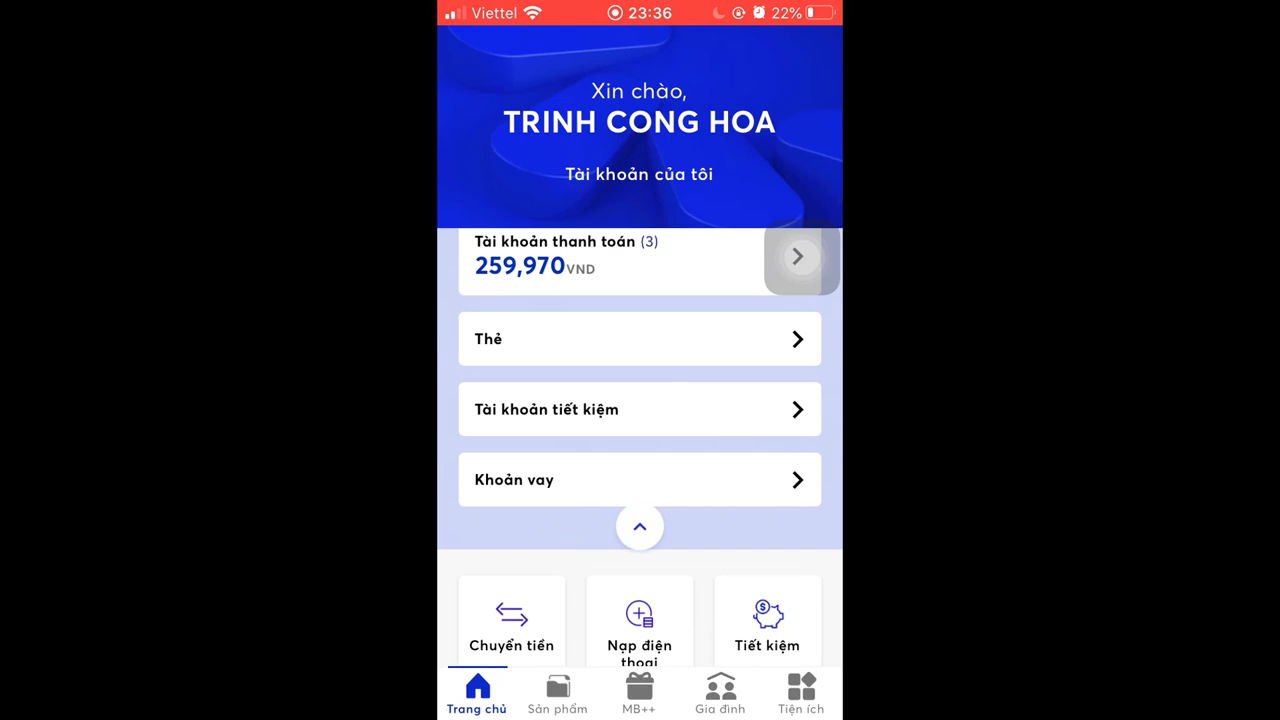 Viettel 23:36 22%
Xin chào,
TRINH CONG HOA
Tài khoản của tôi
Tài khoản thanh toán (3)
259,970VND
Thẻ
Tài khoản tiết kiệm
Khoản vay
Chuyển tiền
Nạp điện
thoại
Tiết kiệm
Trang chủ
Sản phẩm
MB++
Gia đình
Tiện ích